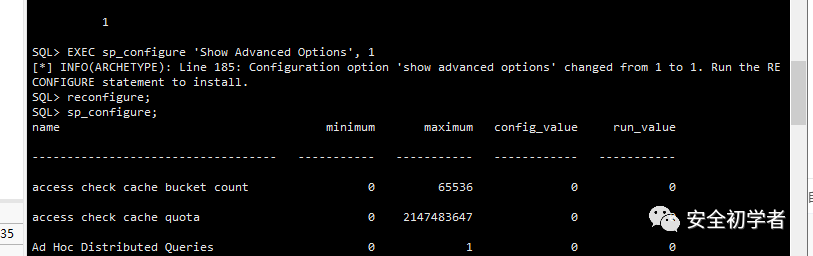 1
SQL> EXEC sp_configure 'Show Advanced Options', 1
[*] INFO(ARCHETYPE): Line 185: Configuration option 'show advanced options' changed from 1 to 1. Run the RE
CONFIGURE statement to install.
SQL> reconfigure;
SQL> sp_configure;
name minimum maximum config_value run_value
----------------------------------- ----------- ----------- ------------ -----------
access check cache bucket count 0 65536 0 0
access check cache quota 0 2147483647 0
安全初学者
35
Ad Hoc Distributed Queries 0 1 0 0